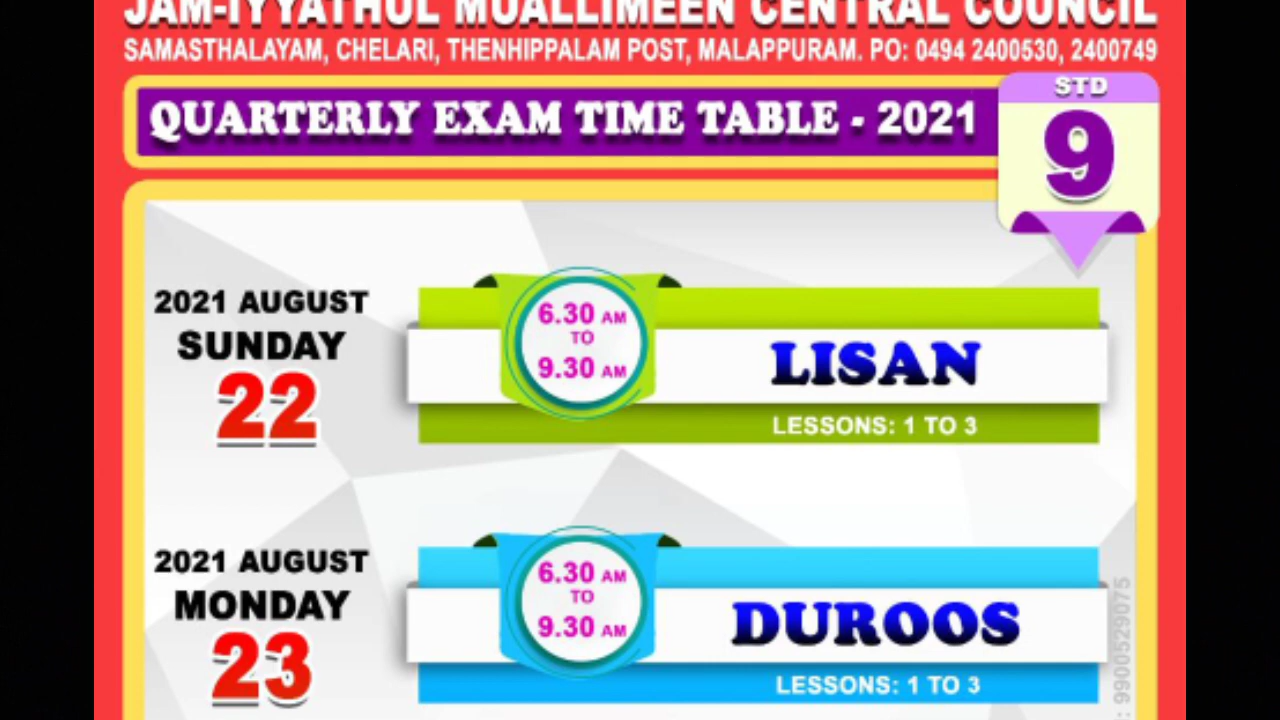 JAM-IYYATHUL MUALLIMEEN CENTRAL COUNCIL
SAMASTHALAYAM, CHELARI, THENHIPPALAM POST, MALAPPURAM. PO: 0494 2400530, 2400749
QUARTERLY EXAM TIME TABLE - 2021
STD
9
2021 AUGUST
SUNDAY
22
6.30 AM
TO
9.30 AM
LISAN
LESSONS: 1 TO 3
2021 AUGUST
MONDAY
23
6.30 AM
TO
9.30 AM
DUROOS
LESSONS: 1 TO 3
: 9900529075